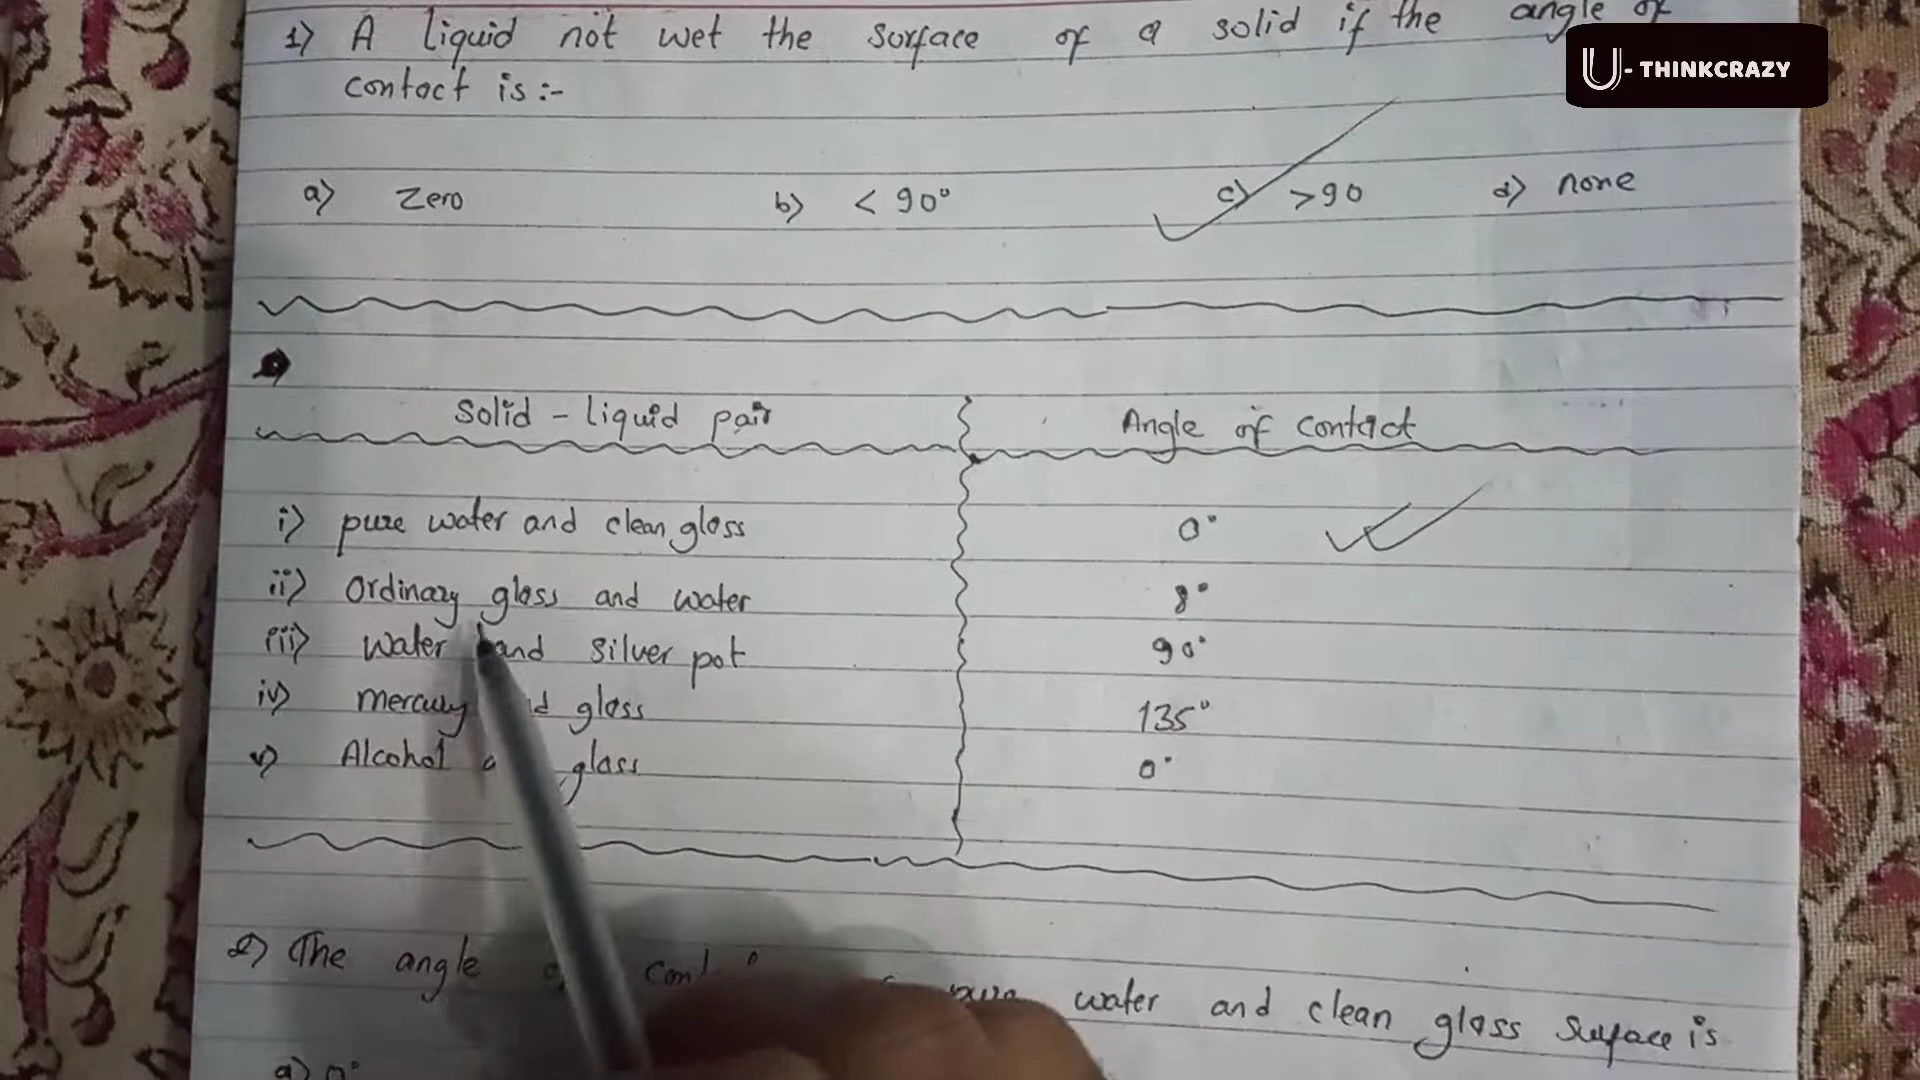 1) A liquid not wet the surface of a solid if the angle of
contact is :-
U - THINKCRAZY
a) Zero b) < 90° c) >90 d) none
Solid - liquid pair Angle of contact
i) pure water and clean glass 0°
ii) Ordinary glass and water 8°
iii) Water and silver pot 90°
iv) mercury glass 135°
v) Alcohol glass 0°
2) The angle pure water and clean glass surface is
a) 0°